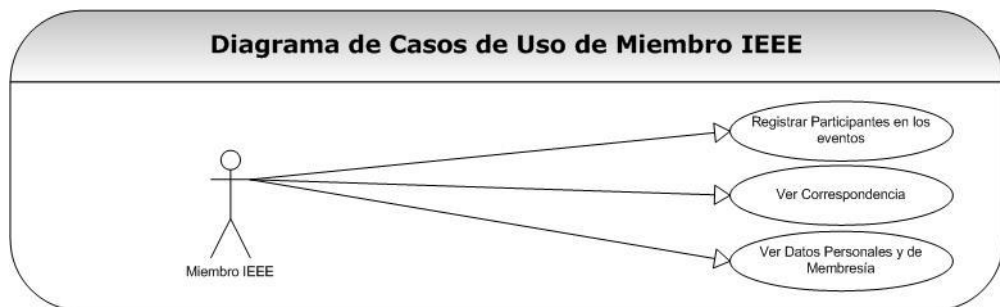 Diagrama de Casos de Uso de Miembro IEEE
Registrar Participantes en los
eventos
Ver Correspondencia
Ver Datos Personales y de
Membresía
Miembro IEEE